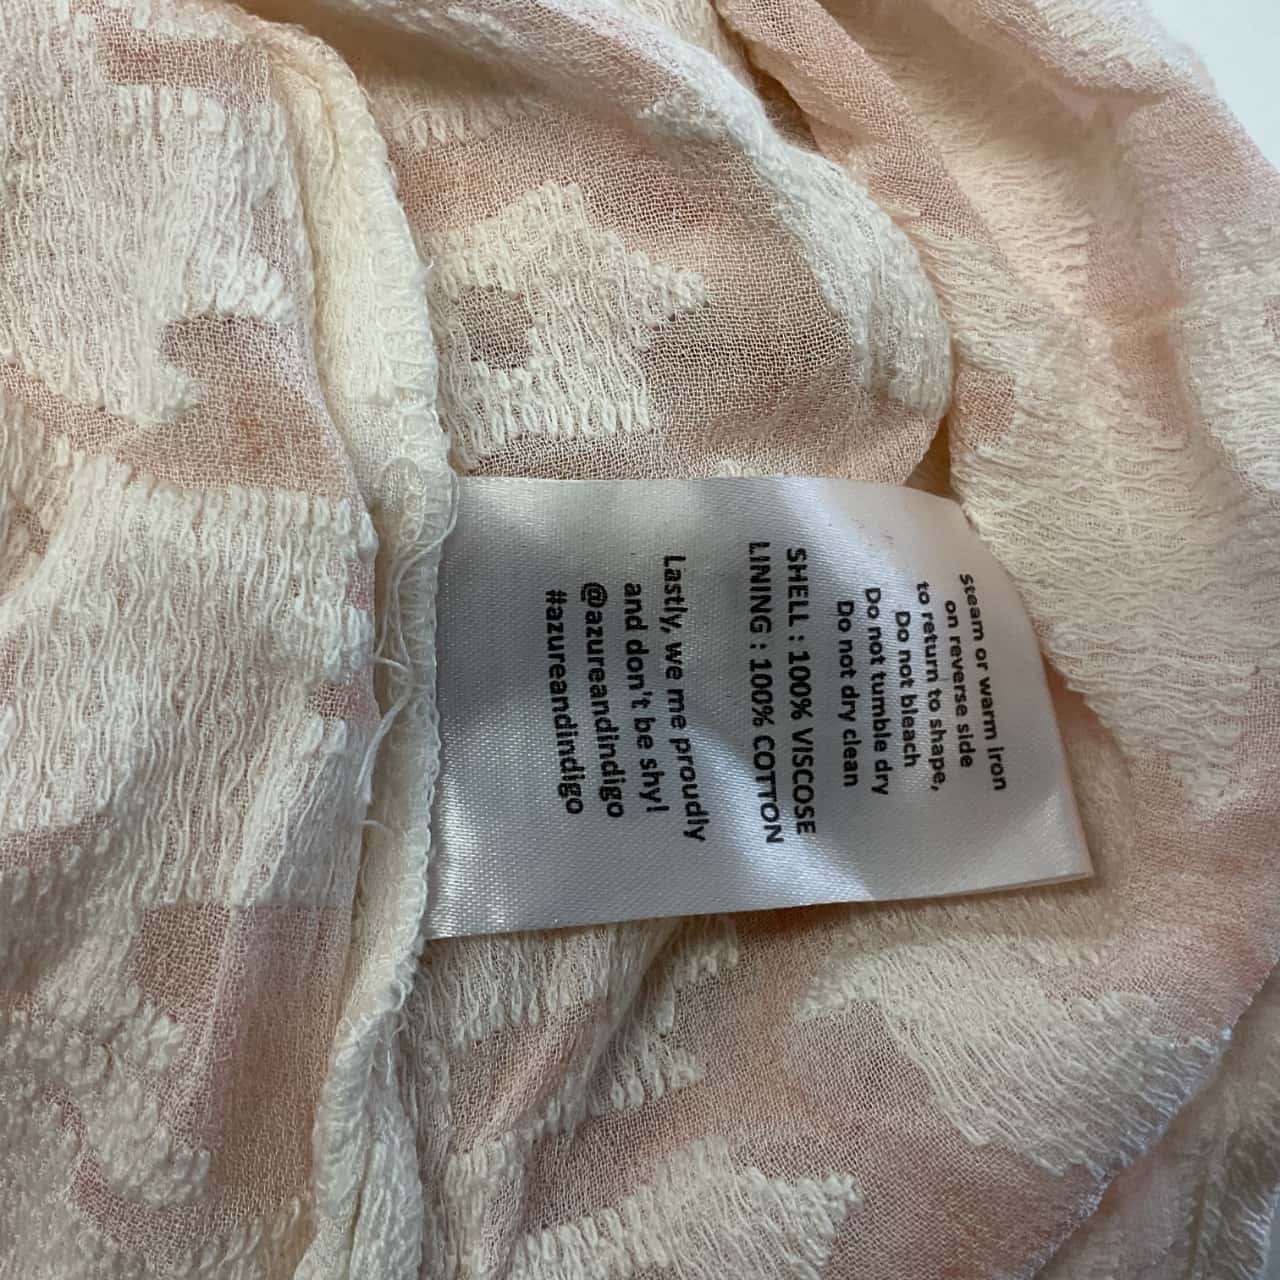 Steam or warm iron
on reverse side
to return to shape,
Do not bleach
Do not tumble dry
Do not dry clean
SHELL : 100% VISCOSE
LINING : 100% COTTON
Lastly, we me proudly
and don't be shy!
@azureandindigo
#azureandindigo